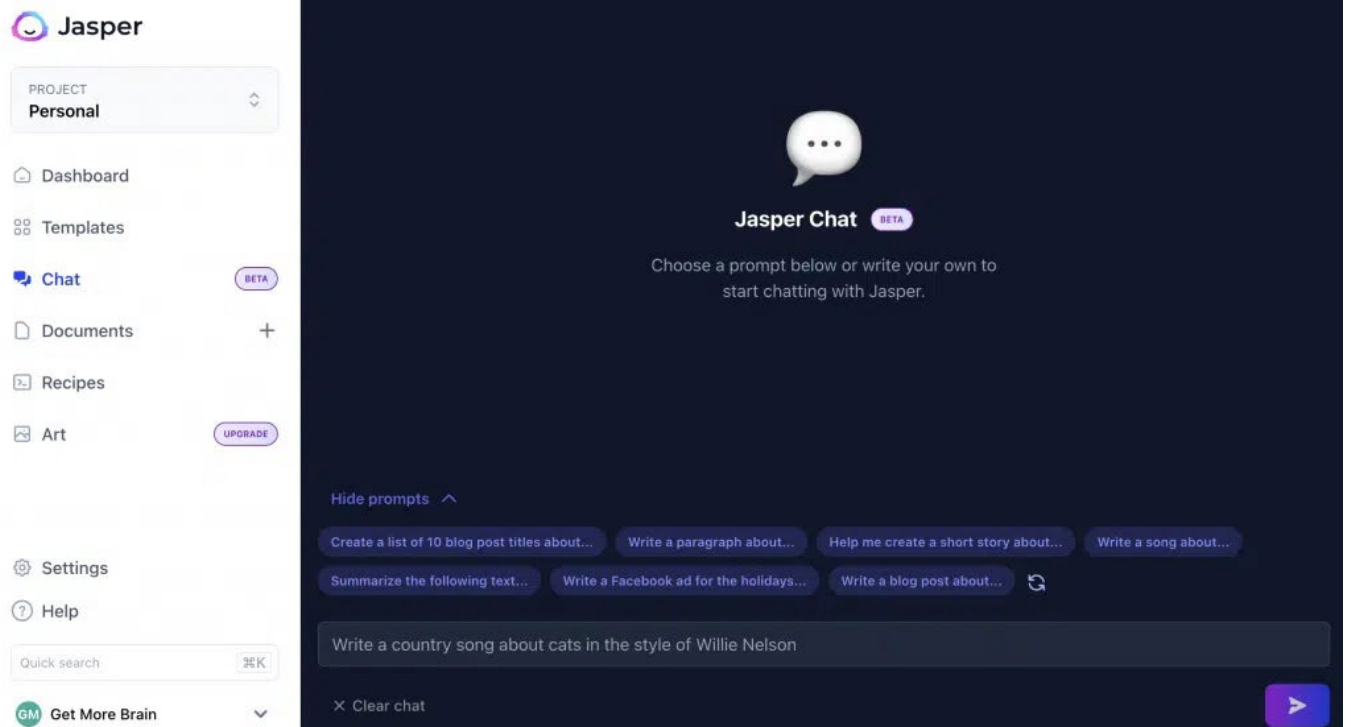 Jasper
PROJECT
Personal
Dashboard
Templates
Chat BETA
Documents +
Recipes
Art UPGRADE
Settings
Help
Quick search ⌘K
GM Get More Brain
Jasper Chat BETA
Choose a prompt below or write your own to
start chatting with Jasper.
Hide prompts
Create a list of 10 blog post titles about... Write a paragraph about... Help me create a short story about... Write a song about...
Summarize the following text... Write a Facebook ad for the holidays... Write a blog post about...
Write a country song about cats in the style of Willie Nelson
× Clear chat